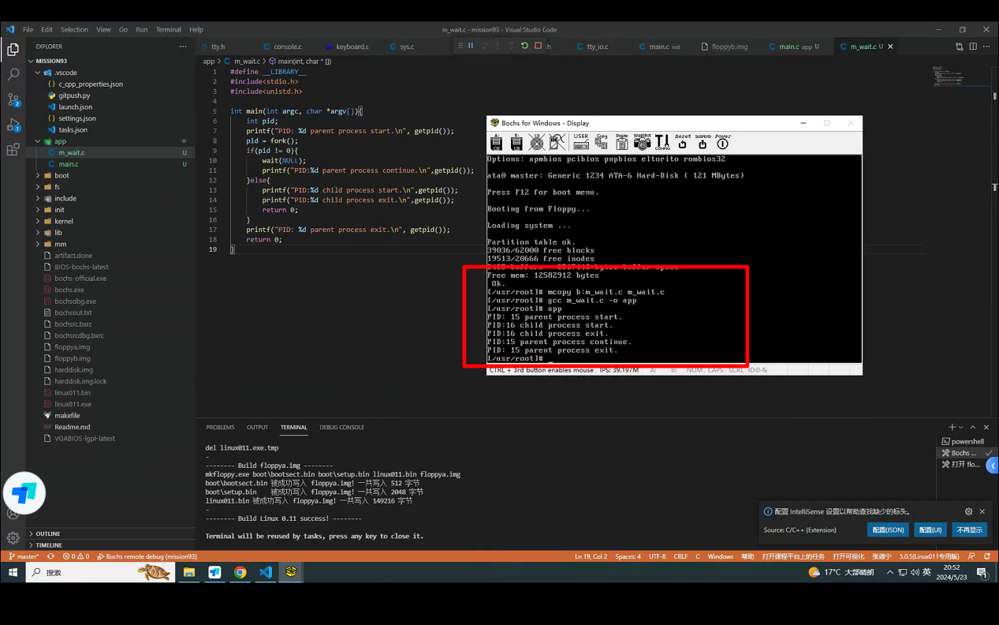 File Edit Selection View Go Run Terminal Help
m_wait.c - mission93 - Visual Studio Code
EXPLORER
tty.h console.c keyboard.s sys.c tty_io.c main.c init floppyb.img main.c app U m_wait.c U
MISSION93
app > m_wait.c > main(int, char * [])
.vscode
c_cpp_properties.json
gitpush.py
launch.json
settings.json
tasks.json
app
m_wait.c U
main.c U
boot
fs
include
init
kernel
lib
mm
artifact.done
BIOS-bochs-latest
bochs-official.exe
bochs.exe
bochsdbg.exe
bochsout.txt
bochsrc.bxrc
bochsrcdbg.bxrc
floppya.img
floppyb.img
harddisk.img
harddisk.img.lock
linux011.bin
linux011.exe
makefile
Readme.md
VGABIOS-lgpl-latest
OUTLINE
TIMELINE
1 #define __LIBRARY__
2 #include<stdio.h>
3 #include<unistd.h>
4
5 int main(int argc, char *argv[]){
6 int pid;
7 printf("PID: %d parent process start.\n", getpid());
8 pid = fork();
9 if(pid != 0){
10 wait(NULL);
11 printf("PID:%d parent process continue.\n",getpid());
12 }else{
13 printf("PID:%d child process start.\n",getpid());
14 printf("PID:%d child process exit.\n",getpid());
15 return 0;
16 }
17 printf("PID: %d parent process exit.\n", getpid());
18 return 0;
19 }
Bochs for Windows - Display
A: B: CD USER Copy Paste Snapshot CONFIG Reset SUSPEND Power
Options: apmbios pcibios pnpbios eltorito rombios32
ata0 master: Generic 1234 ATA-6 Hard-Disk ( 121 MBytes)
Press F12 for boot menu.
Booting from Floppy...
Loading system ...
Partition table ok.
39036/62000 free blocks
19513/20666 free inodes
Free mem: 12582912 bytes
Ok.
[/usr/root]# mcopy b:m_wait.c m_wait.c
[/usr/root]# gcc m_wait.c -o app
[/usr/root]# app
PID: 15 parent process start.
PID:16 child process start.
PID:16 child process exit.
PID:15 parent process continue.
PID: 15 parent process exit.
[/usr/root]# _
CTRL + 3rd button enables mouse IPS: 39.197M A: B: NUM CAPS SCRL
PROBLEMS OUTPUT TERMINAL DEBUG CONSOLE
del linux011.exe.tmp
-
-------- Build floppya.img --------
mkfloppy.exe boot\bootsect.bin boot\setup.bin linux011.bin floppya.img
boot\bootsect.bin 被成功写入 floppya.img! 一共写入 512 字节
boot\setup.bin 被成功写入 floppya.img! 一共写入 2048 字节
linux011.bin 被成功写入 floppya.img! 一共写入 149216 字节
-
-------- Build Linux 0.11 success! --------
Terminal will be reused by tasks, press any key to close it.
powershell
Bochs ...
打开 flo...
配置 IntelliSense 设置以帮助查找缺少的标头。
Source: C/C++ (Extension) 配置(JSON) 配置(UI) 不再显示
master* 0 0 Bochs remote debug (mission93)
Ln 19, Col 2 Spaces: 4 UTF-8 CRLF C Windows 帮助 打开课程平台上的任务 打开可视化 张德宁 5.0.5(Linux011专用版)
搜索
17°C 大部晴朗 英 20:52
2024/5/23